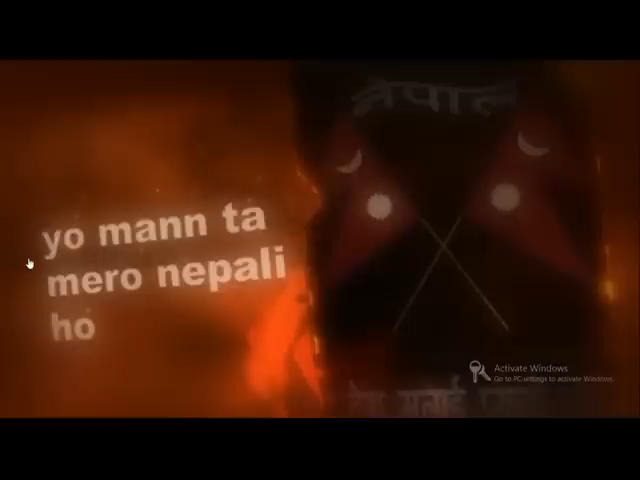 नेपाल
yo mann ta
mero nepali
ho
Activate Windows
Go to PC settings to activate Windows.